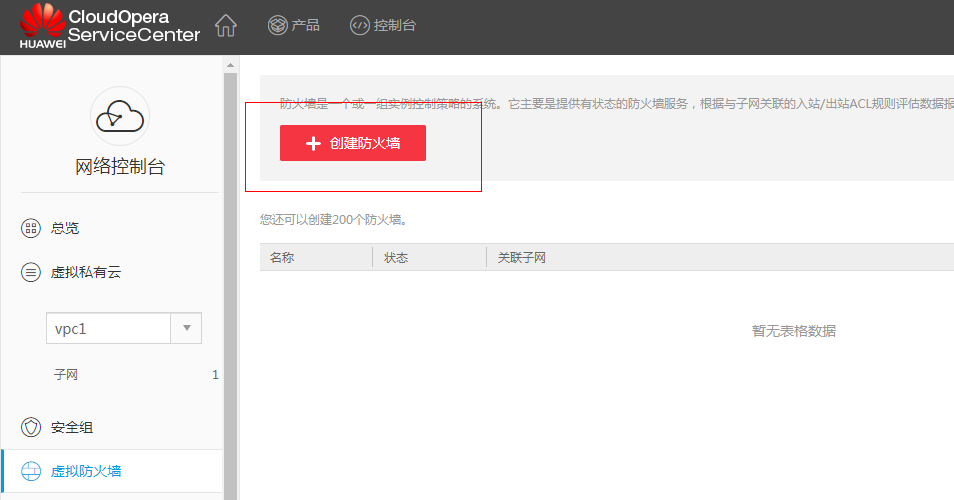 HUAWEI
CloudOpera
ServiceCenter
产品
控制台
网络控制台
总览
虚拟私有云
vpc1
子网 1
安全组
虚拟防火墙
防火墙是一个或一组实例控制策略的系统。它主要是提供有状态的防火墙服务，根据与子网关联的入站/出站ACL规则评估数据报
创建防火墙
您还可以创建200个防火墙。
名称 状态 关联子网
暂无表格数据